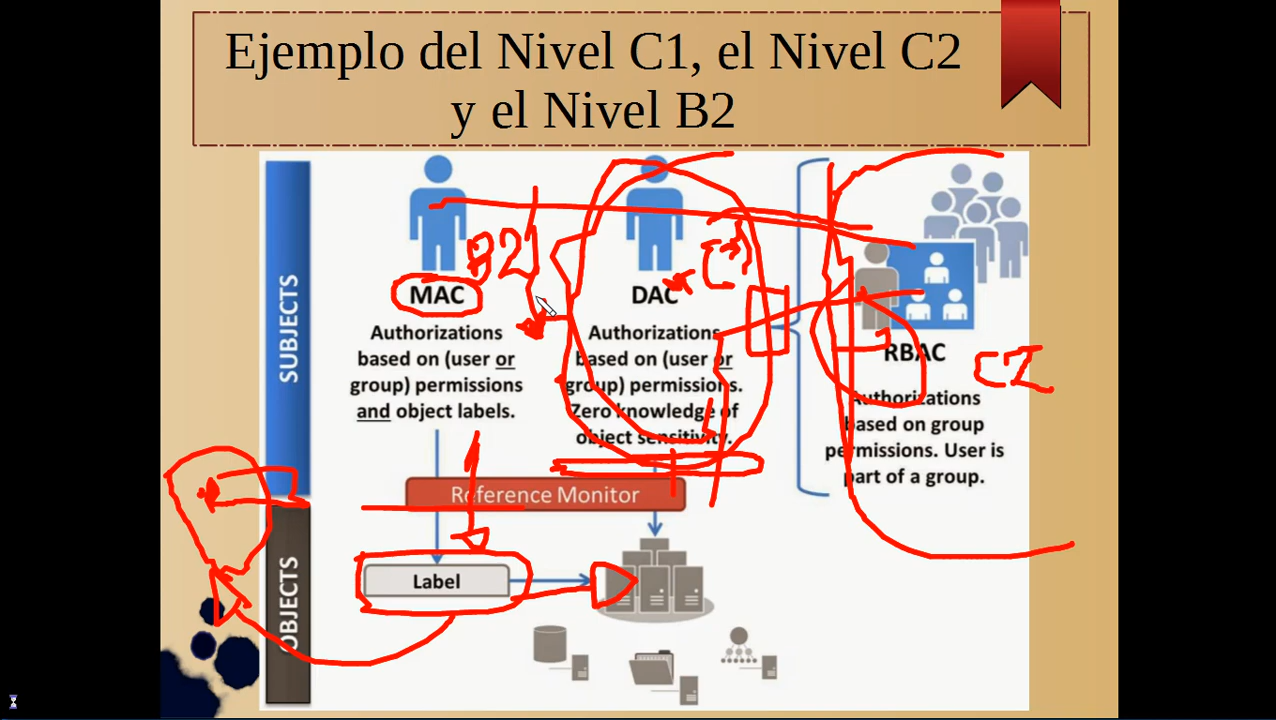 Ejemplo del Nivel C1, el Nivel C2
y el Nivel B2
SUBJECTS
MAC
B2
Authorizations
based on (user or
group) permissions
and object labels.
DAC
Authorizations
based on (user or
group) permissions.
Zero knowledge of
object sensitivity.
RBAC
C2
Authorizations
based on group
permissions. User is
part of a group.
Reference Monitor
OBJECTS
Label